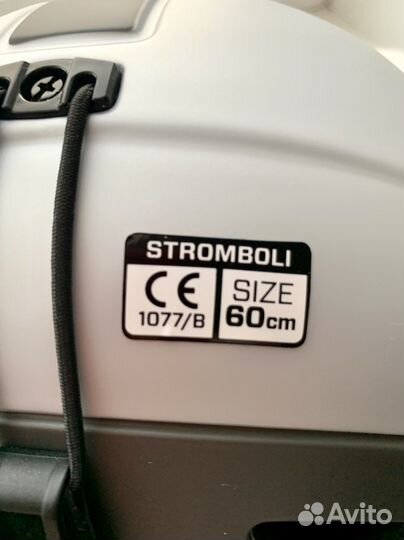 STROMBOLI
CE
1077/B
SIZE
60cm
Avito